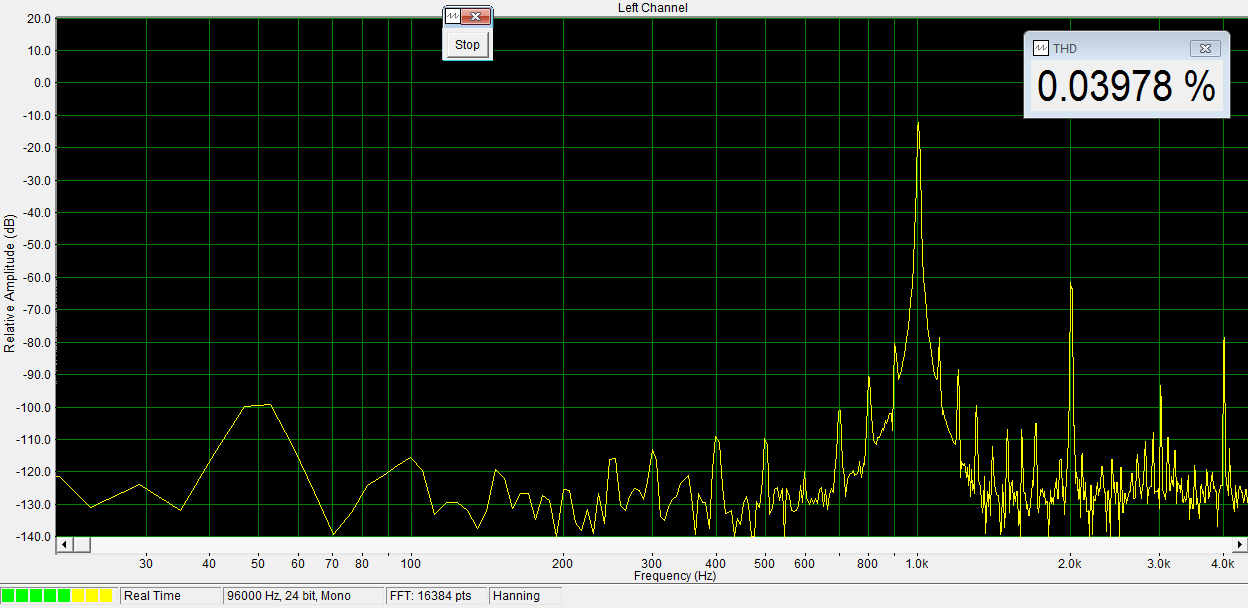 Left Channel
Stop
THD
0.03978 %
20.0
10.0
0.0
-10.0
-20.0
-30.0
-40.0
-50.0
-60.0
-70.0
-80.0
-90.0
-100.0
-110.0
-120.0
-130.0
-140.0
Relative Amplitude (dB)
30 40 50 60 70 80 100 200 300 400 500 600 800 1.0k 2.0k 3.0k 4.0k
Frequency (Hz)
Real Time 96000 Hz, 24 bit, Mono FFT: 16384 pts Hanning